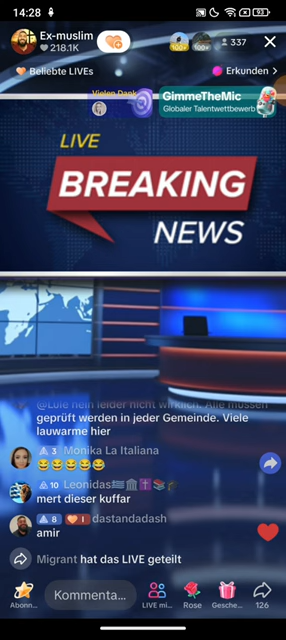 14:28
93
Ex-muslim
218.1K
100+
100+
337
Beliebte LIVEs
Erkunden >
Vielen Dank
GimmeTheMic
Globaler Talentwettbewerb
LIVE
BREAKING
NEWS
@Lule nein leider nicht wirklich. Alle müssen
geprüft werden in jeder Gemeinde. Viele
lauwarme hier
3 Monika La Italiana
😂😂😂😂😂
10 Leonidas🇬🇷🏛️✝️📚
mert dieser kuffar
8 1 dastandadash
amir
Migrant hat das LIVE geteilt
Abonn...
Kommenta...
LIVE mi...
Rose
Gesche...
126